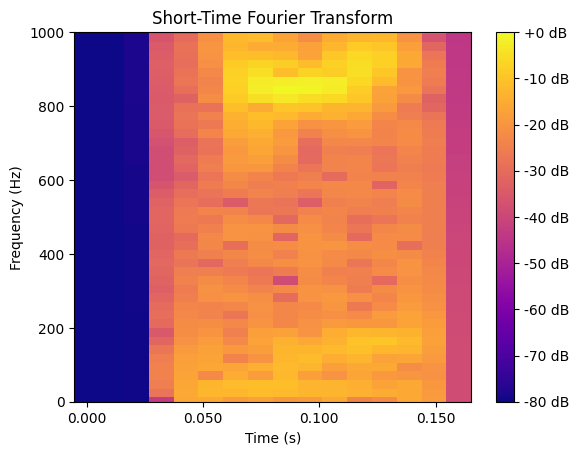 Short-Time Fourier Transform
1000
800
600
400
200
0
Frequency (Hz)
0.000
0.050
0.100
0.150
Time (s)
+0 dB
-10 dB
-20 dB
-30 dB
-40 dB
-50 dB
-60 dB
-70 dB
-80 dB